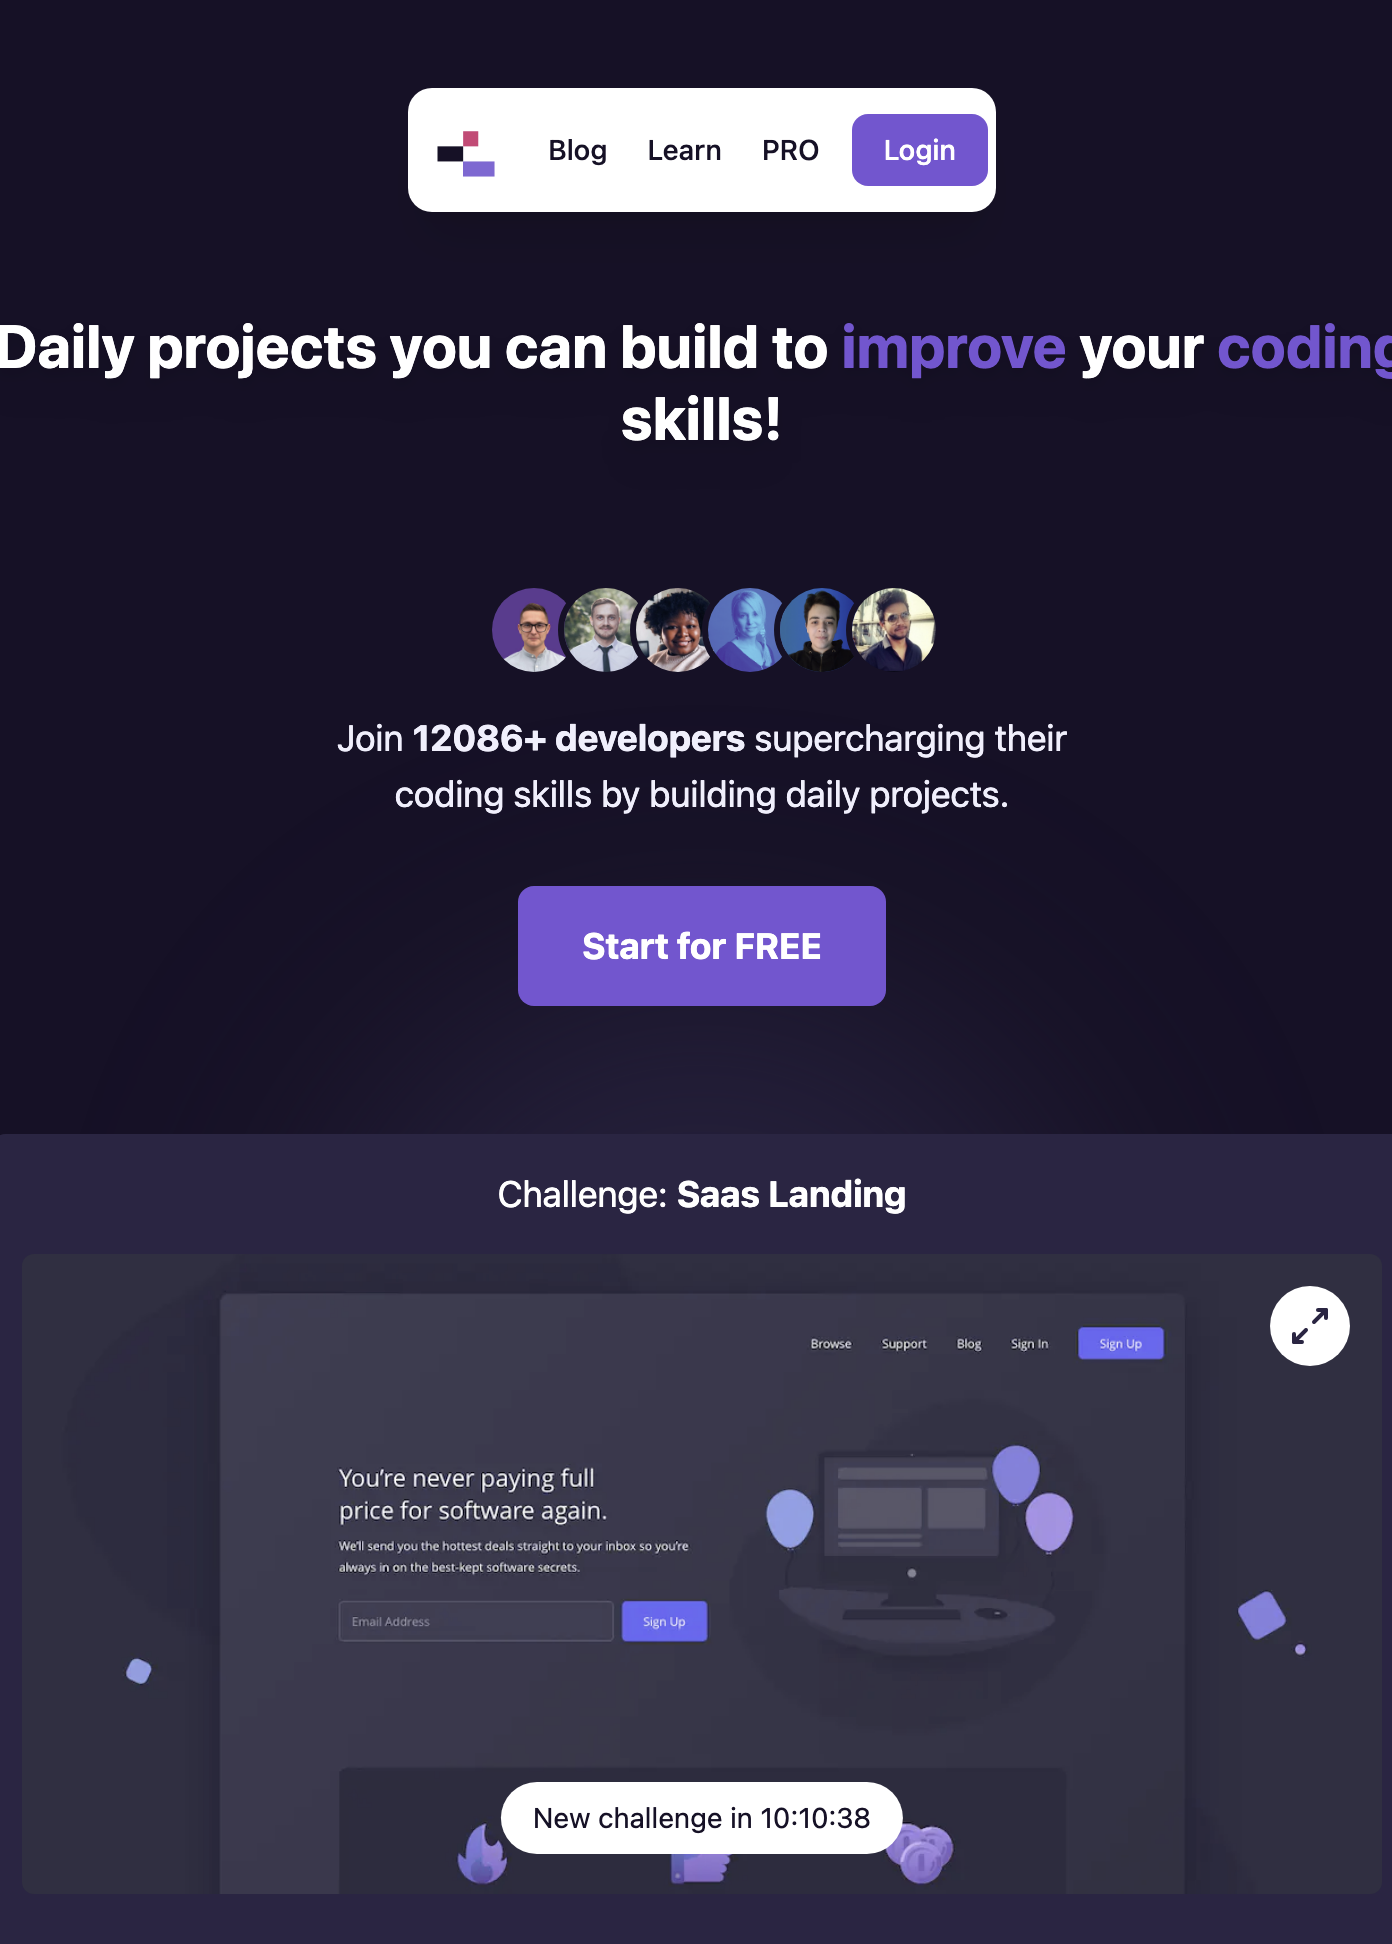 Blog Learn PRO Login
Daily projects you can build to improve your coding
skills!
Join 12086+ developers supercharging their
coding skills by building daily projects.
Start for FREE
Challenge: Saas Landing
Browse Support Blog Sign In Sign Up
You're never paying full
price for software again.
We'll send you the hottest deals straight to your inbox so you're
always in on the best-kept software secrets.
Email Address Sign Up
New challenge in 10:10:38